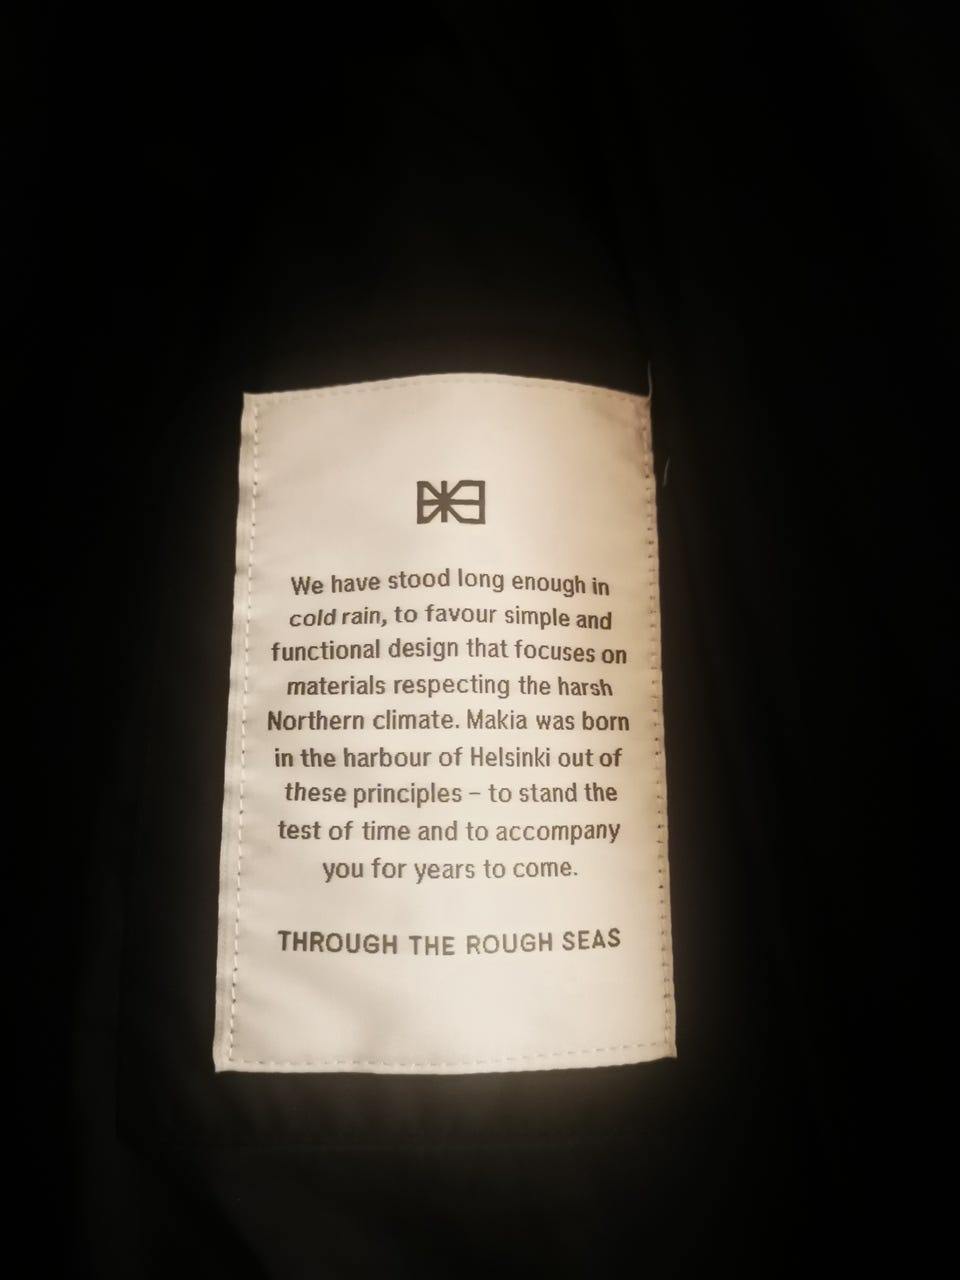 We have stood long enough in
cold rain, to favour simple and
functional design that focuses on
materials respecting the harsh
Northern climate. Makia was born
in the harbour of Helsinki out of
these principles – to stand the
test of time and to accompany
you for years to come.
THROUGH THE ROUGH SEAS